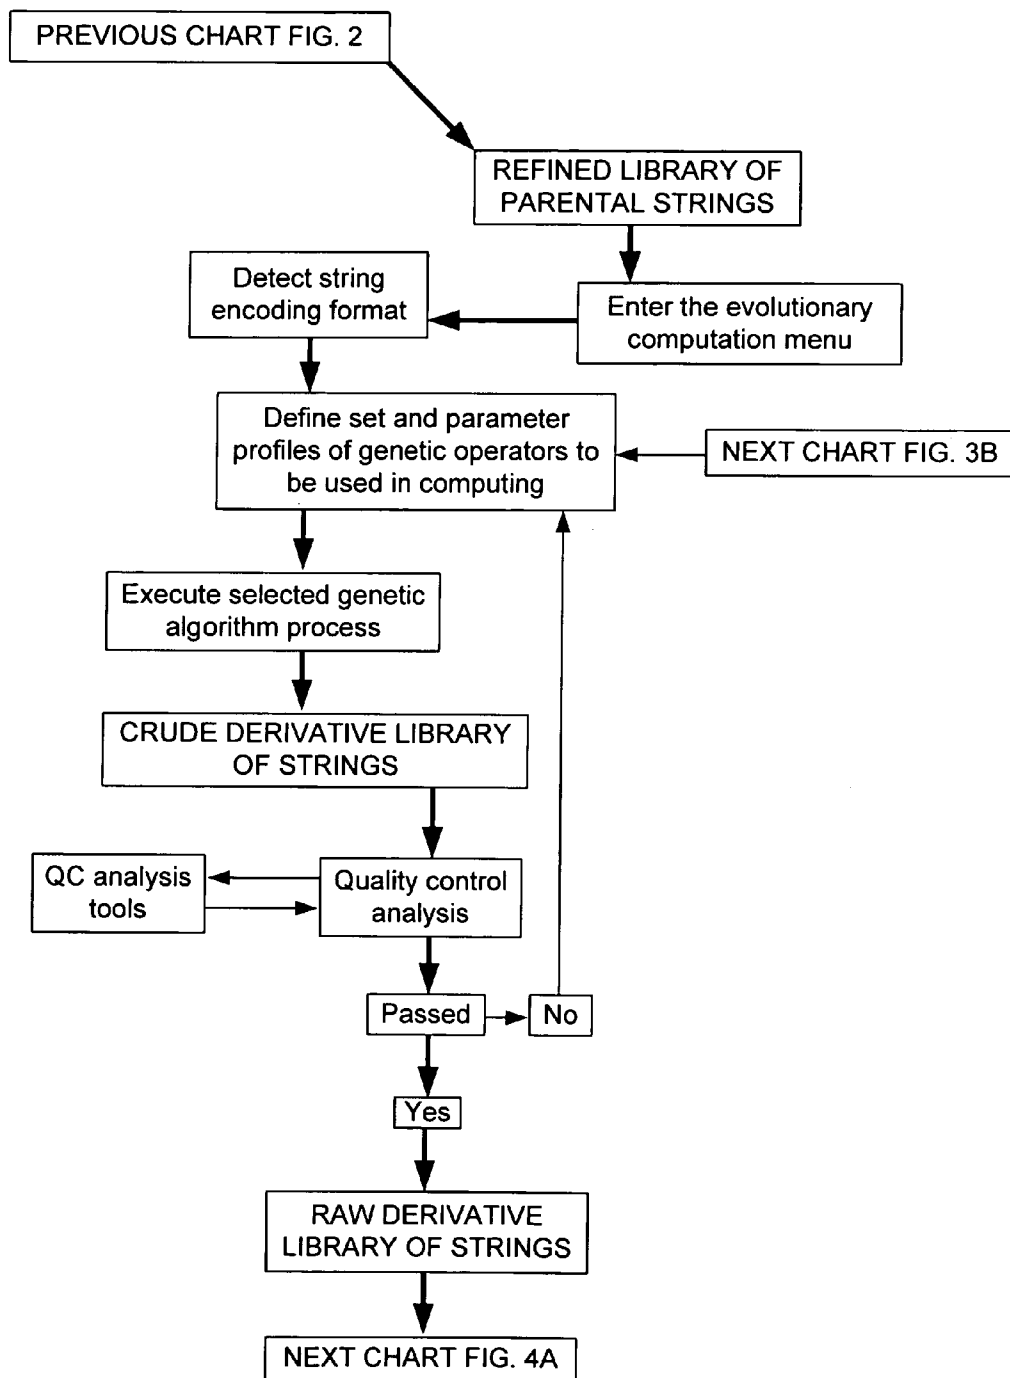 PREVIOUS CHART FIG. 2
REFINED LIBRARY OF
PARENTAL STRINGS
Detect string
encoding format
Enter the evolutionary
computation menu
Define set and parameter
profiles of genetic operators to
be used in computing
NEXT CHART FIG. 3B
Execute selected genetic
algorithm process
CRUDE DERIVATIVE LIBRARY
OF STRINGS
QC analysis
tools
Quality control
analysis
Passed
No
Yes
RAW DERIVATIVE
LIBRARY OF STRINGS
NEXT CHART FIG. 4A